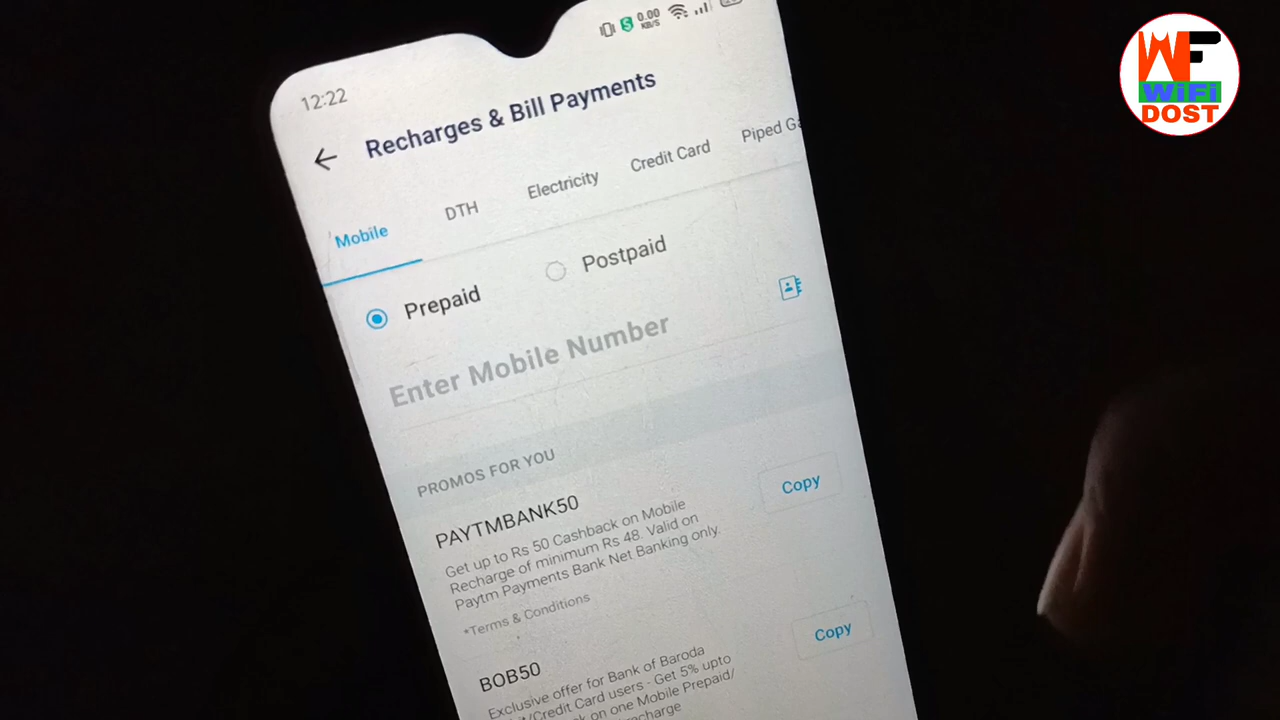 12:22
0.00
KB/S
Recharges & Bill Payments
Mobile
DTH
Electricity
Credit Card
Piped
Prepaid
Postpaid
Enter Mobile Number
PROMOS FOR YOU
PAYTMBANK50
Copy
Get up to Rs 50 Cashback on Mobile
Recharge of minimum Rs 48. Valid on
Paytm Payments Bank Net Banking only.
*Terms & Conditions
BOB50
Copy
Exclusive offer for Bank of Baroda
/Credit Card users - Get 5% upto
on one Mobile Prepaid/
WF
WiFi
DOST